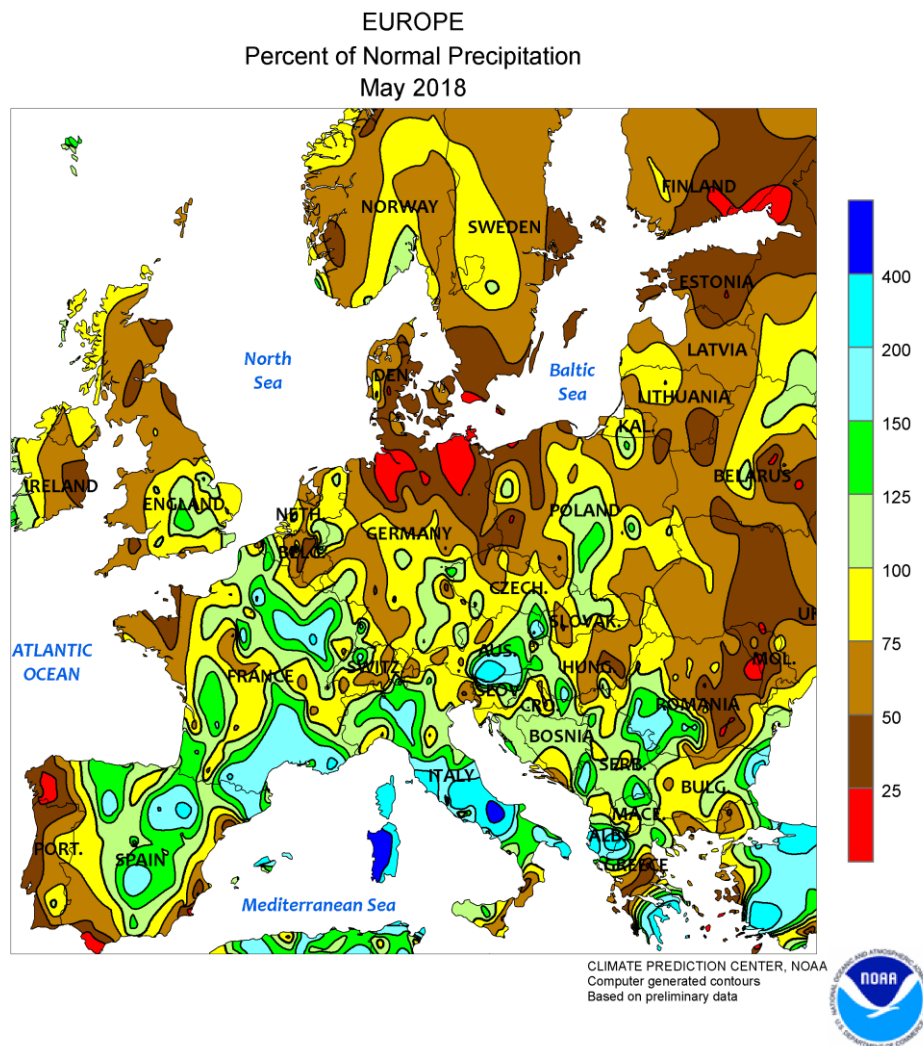 EUROPE
Percent of Normal Precipitation
May 2018
FINLAND
NORWAY
SWEDEN
ESTONIA
400
North
Sea
Baltic
Sea
LATVIA
200
DEN.
LITHUANIA
150
KAL.
IRELAND
BELARUS
ENGLAND
125
NETH.
POLAND
GERMANY
BELG.
100
CZECH.
SLOVAK.
UR
75
ATLANTIC
OCEAN
AUS.
MOL.
FRANCE
SWITZ.
HUNG.
SLOV.
CRO.
ROMANIA
50
BOSNIA
ITALY
SERB.
BULG.
25
MACE.
PORT.
SPAIN
ALB.
GREECE
Mediterranean Sea
CLIMATE PREDICTION CENTER, NOAA
Computer generated contours
Based on preliminary data
NOAA